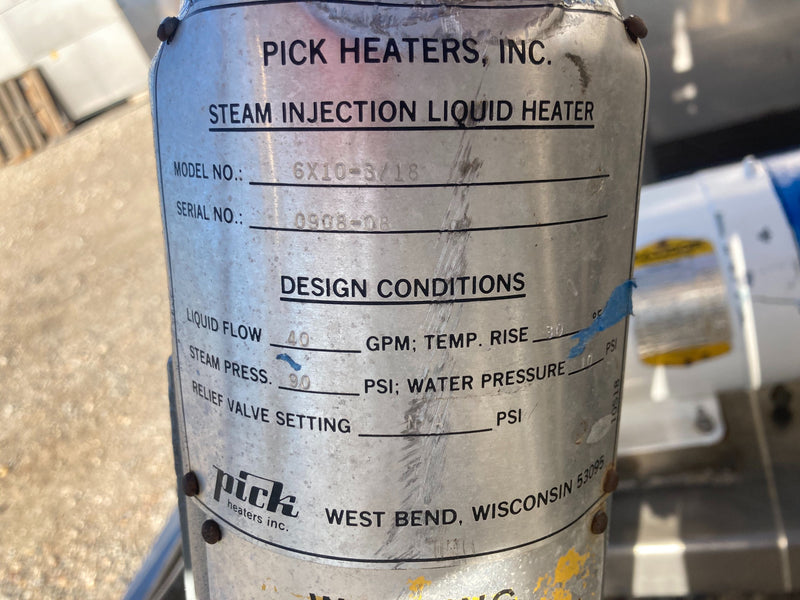 PICK HEATERS, INC.
STEAM INJECTION LIQUID HEATER
MODEL NO.: 6X10-3/18
SERIAL NO.: 0908-08
DESIGN CONDITIONS
LIQUID FLOW 40 GPM; TEMP. RISE 30 °F
STEAM PRESS. 90 PSI; WATER PRESSURE PSI
RELIEF VALVE SETTING PSI
pick
heaters inc.
WEST BEND, WISCONSIN 53095